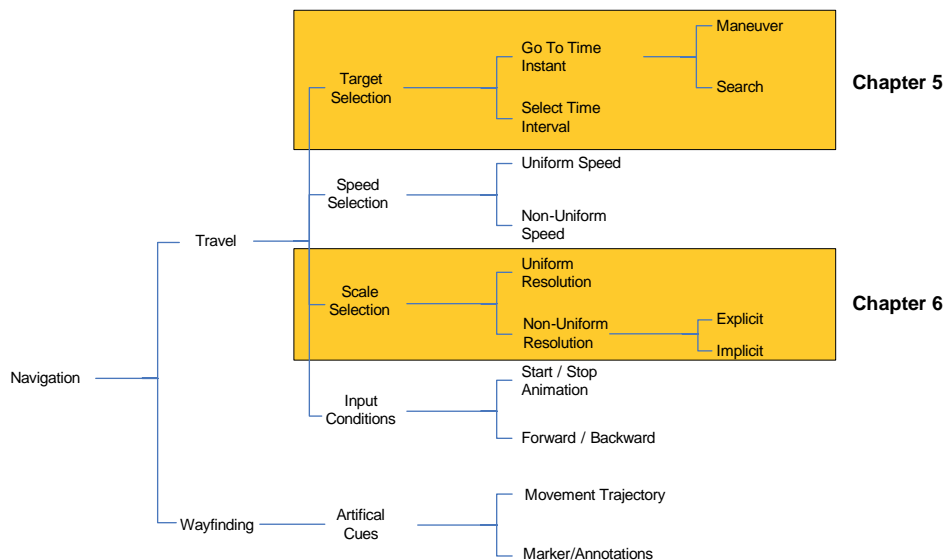 Maneuver
Go To Time
Instant
Target
Selection
Search
Chapter 5
Select Time
Interval
Uniform Speed
Speed
Selection
Non-Uniform
Speed
Travel
Uniform
Resolution
Scale
Selection
Chapter 6
Non-Uniform
Resolution
Explicit
Implicit
Navigation
Start / Stop
Animation
Input
Conditions
Forward / Backward
Movement Trajectory
Wayfinding
Artifical
Cues
Marker/Annotations